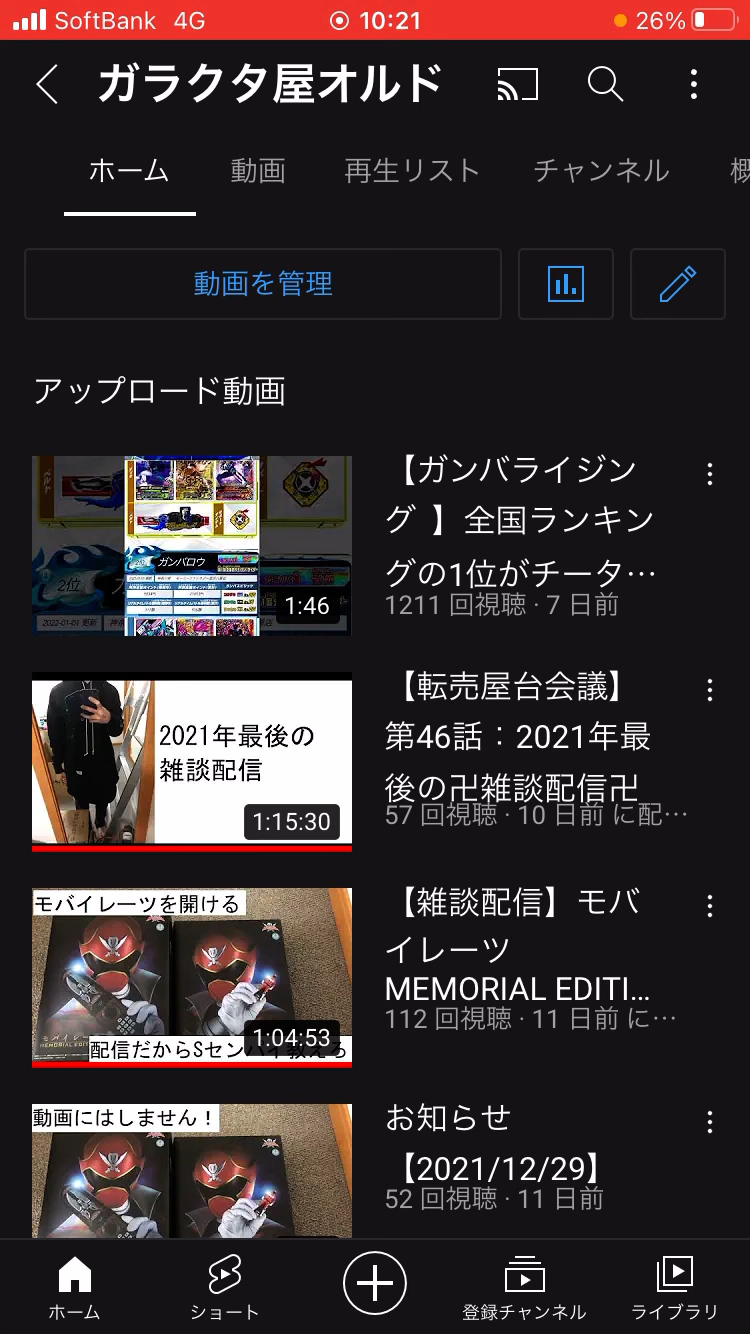 SoftBank 4G 10:21 26%
ガラクタ屋オルド
ホーム 動画 再生リスト チャンネル 概
動画を管理
アップロード動画
【ガンバライジン
グ 】全国ランキン
グの1位がチータ…
1211 回視聴 · 7 日前
ガンバロウ
2位
2022-01-01 更新
1:46
【転売屋台会議】
第46話：2021年最
後の卍雑談配信卍
57 回視聴 · 10 日前 に配…
2021年最後の
雑談配信
1:15:30
【雑談配信】モバ
イレーツ
MEMORIAL EDITI...
112 回視聴 · 11 日前 に…
モバイレーツを開ける
1:04:53
配信だからSセンパイ教えろ
お知らせ
【2021/12/29】
52 回視聴 · 11 日前
動画にはしません！
ホーム ショート 登録チャンネル ライブラリ